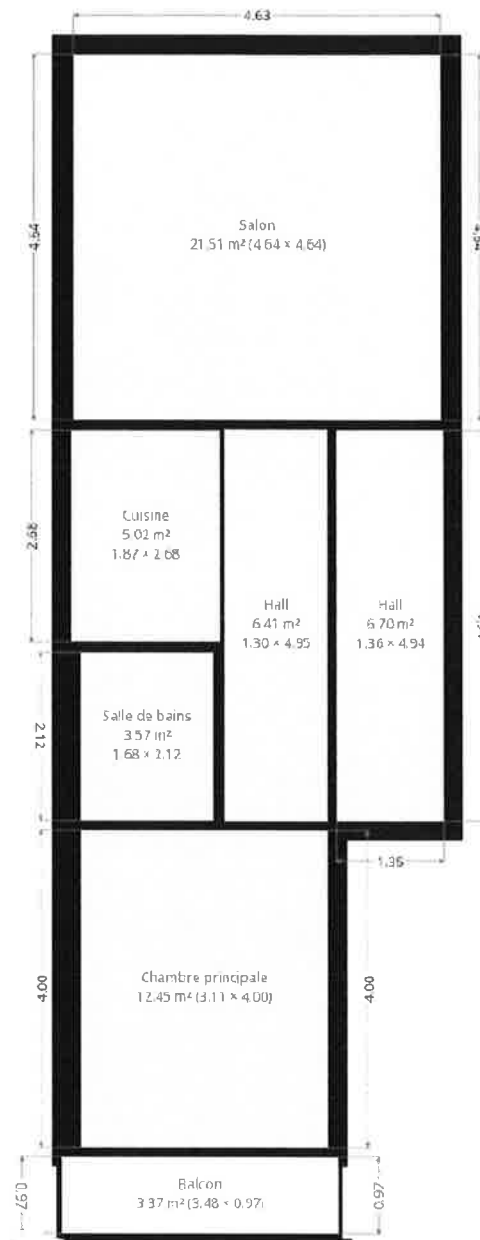 4.63
4.64
Salon
21.51 m² (4.64 × 4.64)
2.68
Cuisine
5.02 m²
1.87 × 2.68
Hall
6.41 m²
1.30 × 4.95
Hall
6.70 m²
1.36 × 4.94
2.12
Salle de bains
3.57 m²
1.68 × 2.12
1.36
4.00
Chambre principale
12.45 m² (3.11 × 4.00)
4.00
0.97
Balcon
3.37 m² (3.48 × 0.97)
0.97